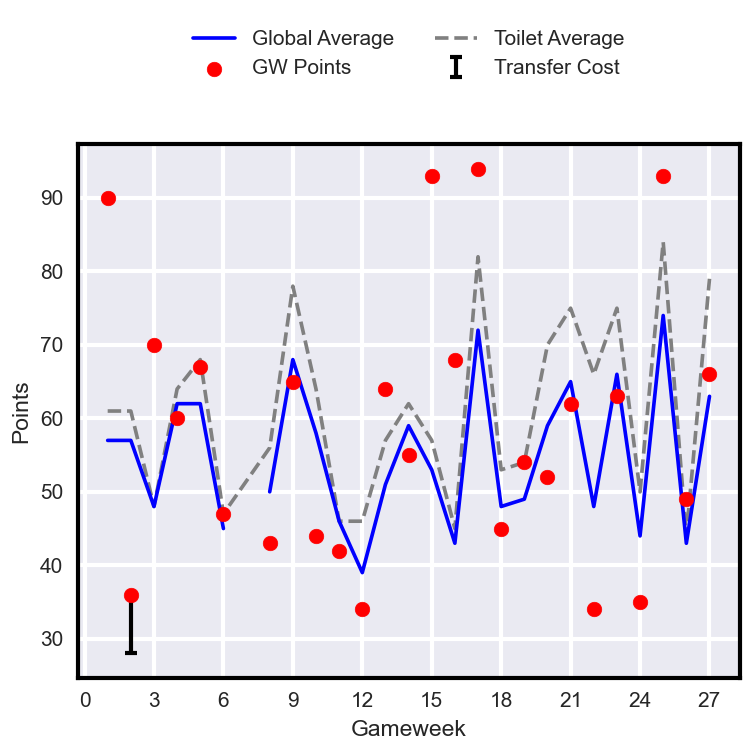 Global Average
Toilet Average
GW Points
Transfer Cost
90
80
70
60
50
40
30
Points
0 3 6 9 12 15 18 21 24 27
Gameweek